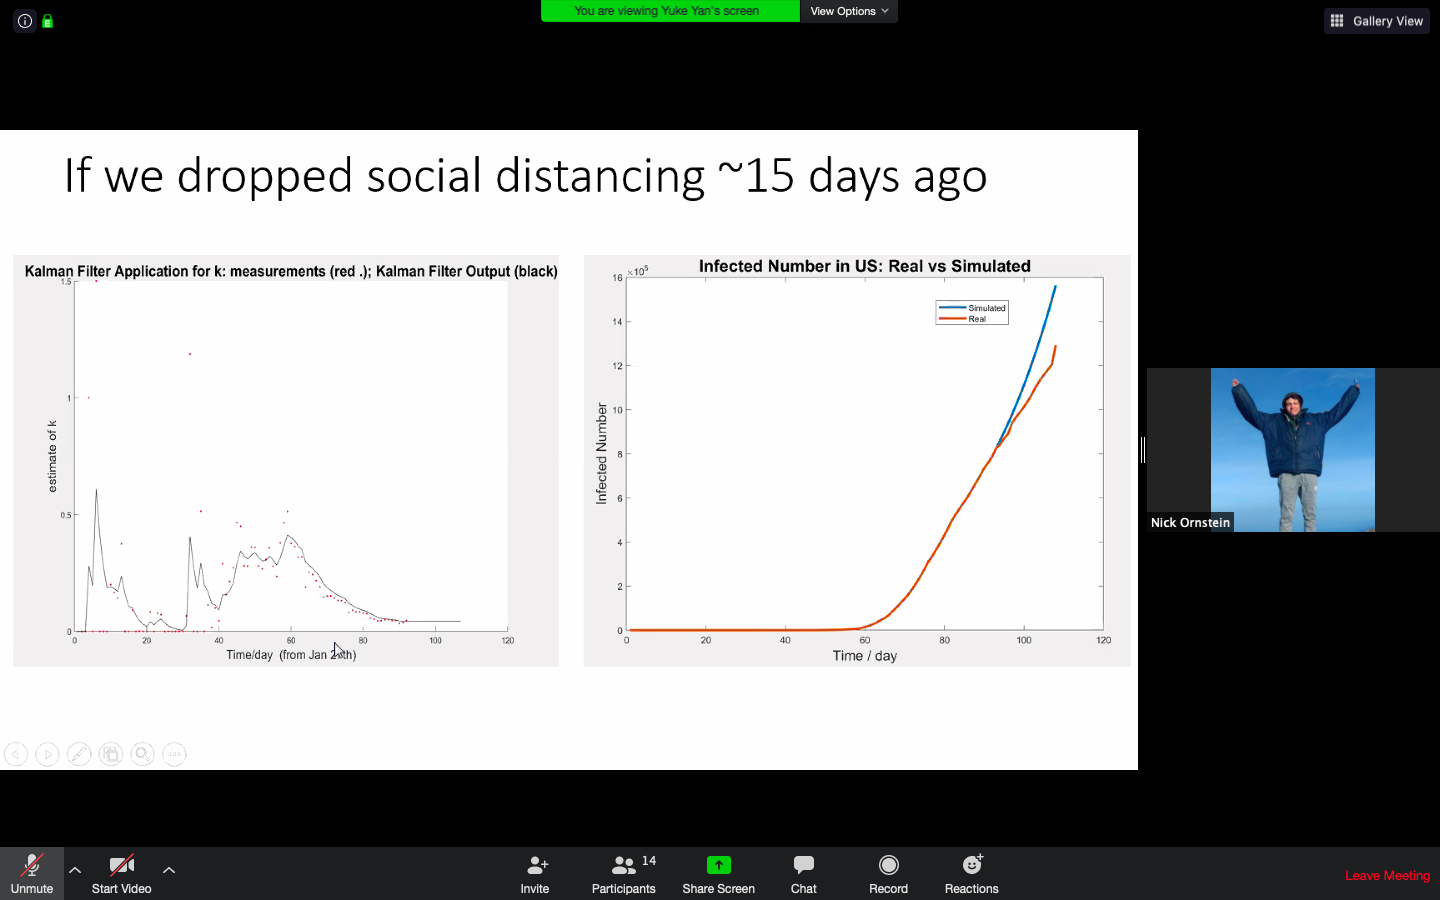 You are viewing Yuke Yan's screen
View Options
Gallery View
If we dropped social distancing ~15 days ago
Kalman Filter Application for k: measurements (red .); Kalman Filter Output (black)
1.5
1
0.5
0
estimate of k
0 20 40 60 80 100 120
Time/day (from Jan
Infected Number in US: Real vs Simulated
×10⁵
16
14
12
10
8
6
4
2
0
Infected Number
Simulated
Real
0 20 40 60 80 100 120
Time / day
Nick Ornstein
Unmute
Start Video
Invite
14
Participants
Share Screen
Chat
Record
Reactions
Leave Meeting